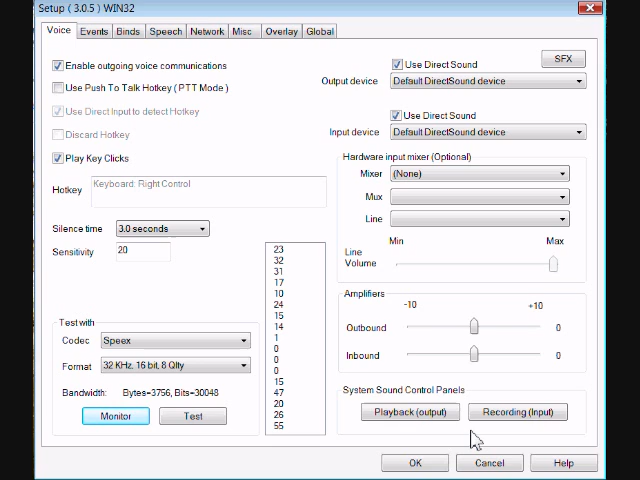 Setup ( 3.0.5 ) WIN32
Voice Events Binds Speech Network Misc Overlay Global
Enable outgoing voice communications
Use Push To Talk Hotkey ( PTT Mode )
Use Direct Input to detect Hotkey
Discard Hotkey
Play Key Clicks
Hotkey
Keyboard: Right Control
Silence time
3.0 seconds
Sensitivity
20
23
32
31
17
10
24
15
14
1
0
0
0
15
47
20
26
55
Test with
Codec
Speex
Format
32 KHz, 16 bit, 8 Qlty
Bandwidth: Bytes=3756, Bits=30048
Monitor
Test
Use Direct Sound
SFX
Output device
Default DirectSound device
Use Direct Sound
Input device
Default DirectSound device
Hardware input mixer (Optional)
Mixer
(None)
Mux
Line
Min
Max
Line
Volume
Amplifiers
-10
+10
Outbound
0
Inbound
0
System Sound Control Panels
Playback (output)
Recording (Input)
OK
Cancel
Help